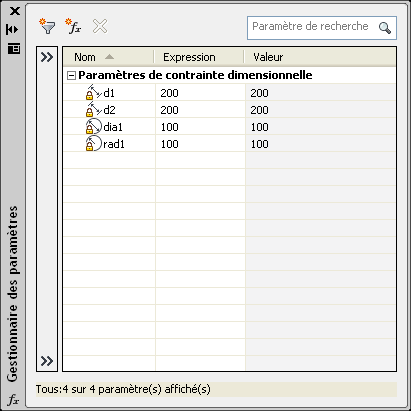 Paramètre de recherche
Nom Expression Valeur
Paramètres de contrainte dimensionnelle
d1 200 200
d2 200 200
dia1 100 100
rad1 100 100
Tous:4 sur 4 paramètre(s) affiché(s)
Gestionnaire des paramètres